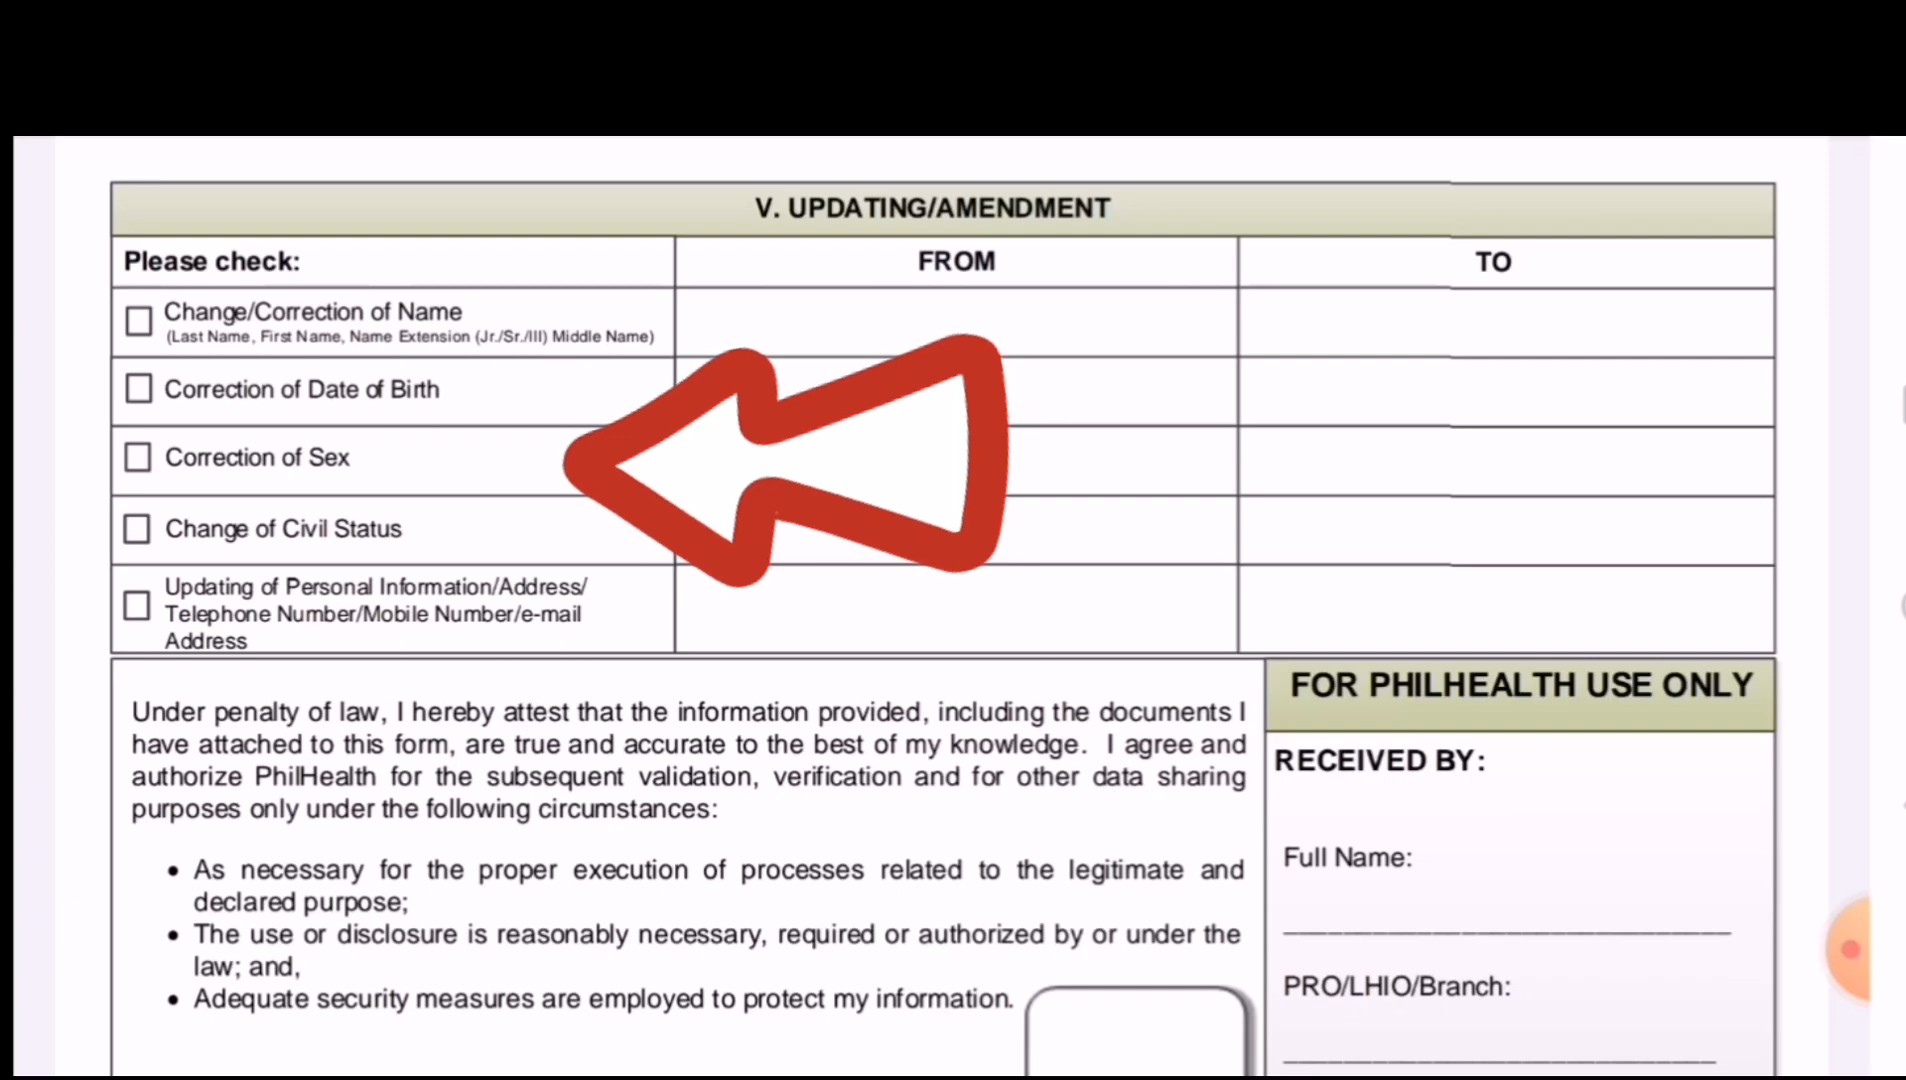 V. UPDATING/AMENDMENT
Please check:
FROM
TO
Change/Correction of Name
(Last Name, First Name, Name Extension (Jr./Sr./III) Middle Name)
Correction of Date of Birth
Correction of Sex
Change of Civil Status
Updating of Personal Information/Address/
Telephone Number/Mobile Number/e-mail
Address
Under penalty of law, I hereby attest that the information provided, including the documents I
have attached to this form, are true and accurate to the best of my knowledge. I agree and
authorize PhilHealth for the subsequent validation, verification and for other data sharing
purposes only under the following circumstances:
• As necessary for the proper execution of processes related to the legitimate and
declared purpose;
• The use or disclosure is reasonably necessary, required or authorized by or under the
law; and,
• Adequate security measures are employed to protect my information.
FOR PHILHEALTH USE ONLY
RECEIVED BY:
Full Name:
PRO/LHIO/Branch: